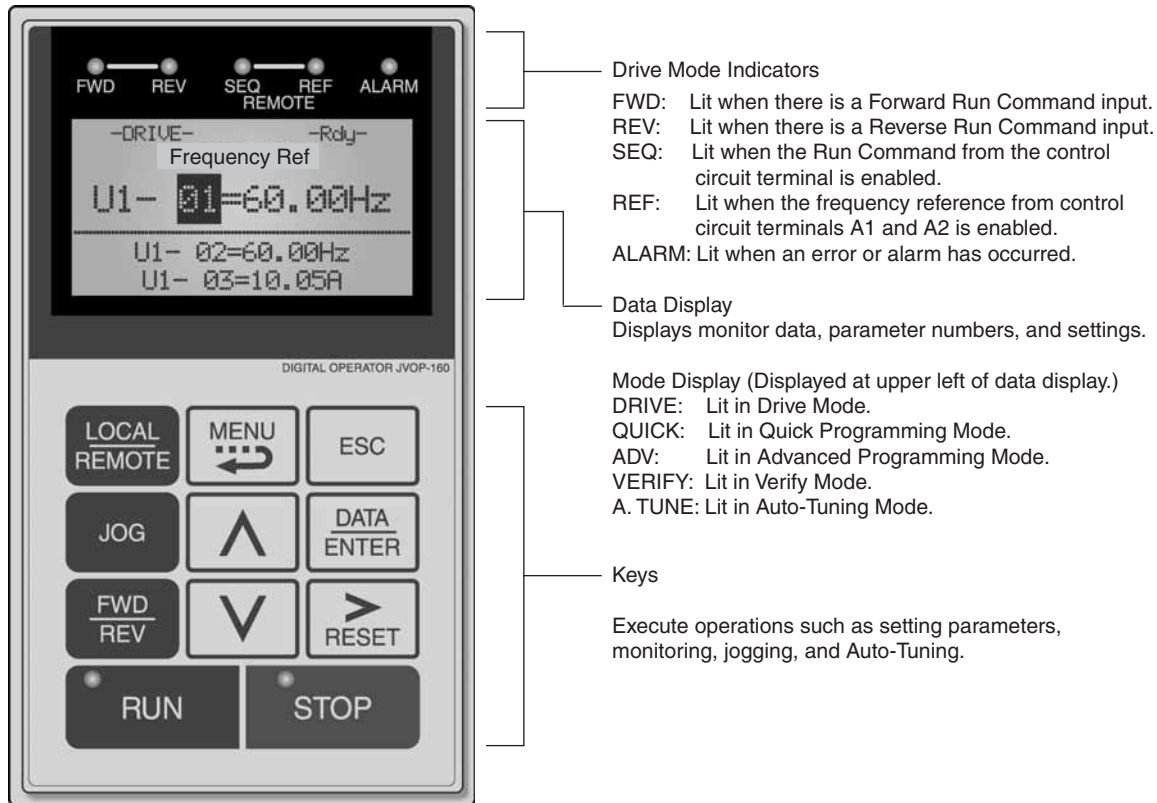 FWD REV SEQ REF ALARM
REMOTE
-DRIVE- -Rdy-
Frequency Ref
U1- 01=60.00Hz
U1- 02=60.00Hz
U1- 03=10.05A
DIGITAL OPERATOR JVOP-160
LOCAL
REMOTE
MENU
ESC
JOG
DATA
ENTER
FWD
REV
>
RESET
RUN
STOP
Drive Mode Indicators
FWD: Lit when there is a Forward Run Command input.
REV: Lit when there is a Reverse Run Command input.
SEQ: Lit when the Run Command from the control
circuit terminal is enabled.
REF: Lit when the frequency reference from control
circuit terminals A1 and A2 is enabled.
ALARM: Lit when an error or alarm has occurred.
Data Display
Displays monitor data, parameter numbers, and settings.
Mode Display (Displayed at upper left of data display.)
DRIVE: Lit in Drive Mode.
QUICK: Lit in Quick Programming Mode.
ADV: Lit in Advanced Programming Mode.
VERIFY: Lit in Verify Mode.
A. TUNE: Lit in Auto-Tuning Mode.
Keys
Execute operations such as setting parameters,
monitoring, jogging, and Auto-Tuning.